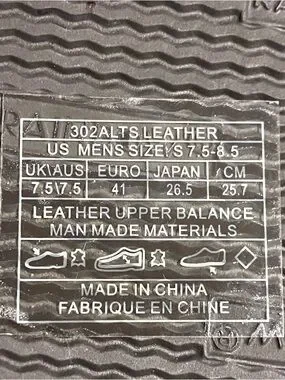 302ALTS LEATHER
US MENS SIZE\S 7.5-8.5
UK\AUS EURO JAPAN CM
7.5\7.5 41 26.5 25.7
LEATHER UPPER BALANCE
MAN MADE MATERIALS
MADE IN CHINA
FABRIQUE EN CHINE